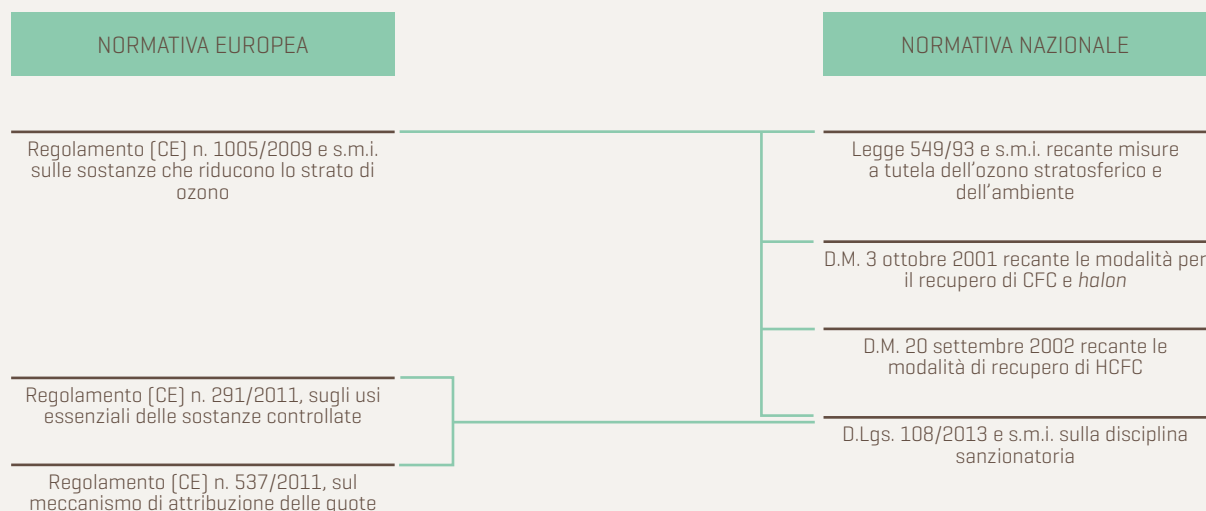 NORMATIVA EUROPEA
Regolamento (CE) n. 1005/2009 e s.m.i.
sulle sostanze che riducono lo strato di
ozono
Regolamento (CE) n. 291/2011, sugli usi
essenziali delle sostanze controllate
Regolamento (CE) n. 537/2011, sul
meccanismo di attribuzione delle quote
NORMATIVA NAZIONALE
Legge 549/93 e s.m.i. recante misure
a tutela dell'ozono stratosferico e
dell'ambiente
D.M. 3 ottobre 2001 recante le modalità per
il recupero di CFC e halon
D.M. 20 settembre 2002 recante le
modalità di recupero di HCFC
D.Lgs. 108/2013 e s.m.i. sulla disciplina
sanzionatoria